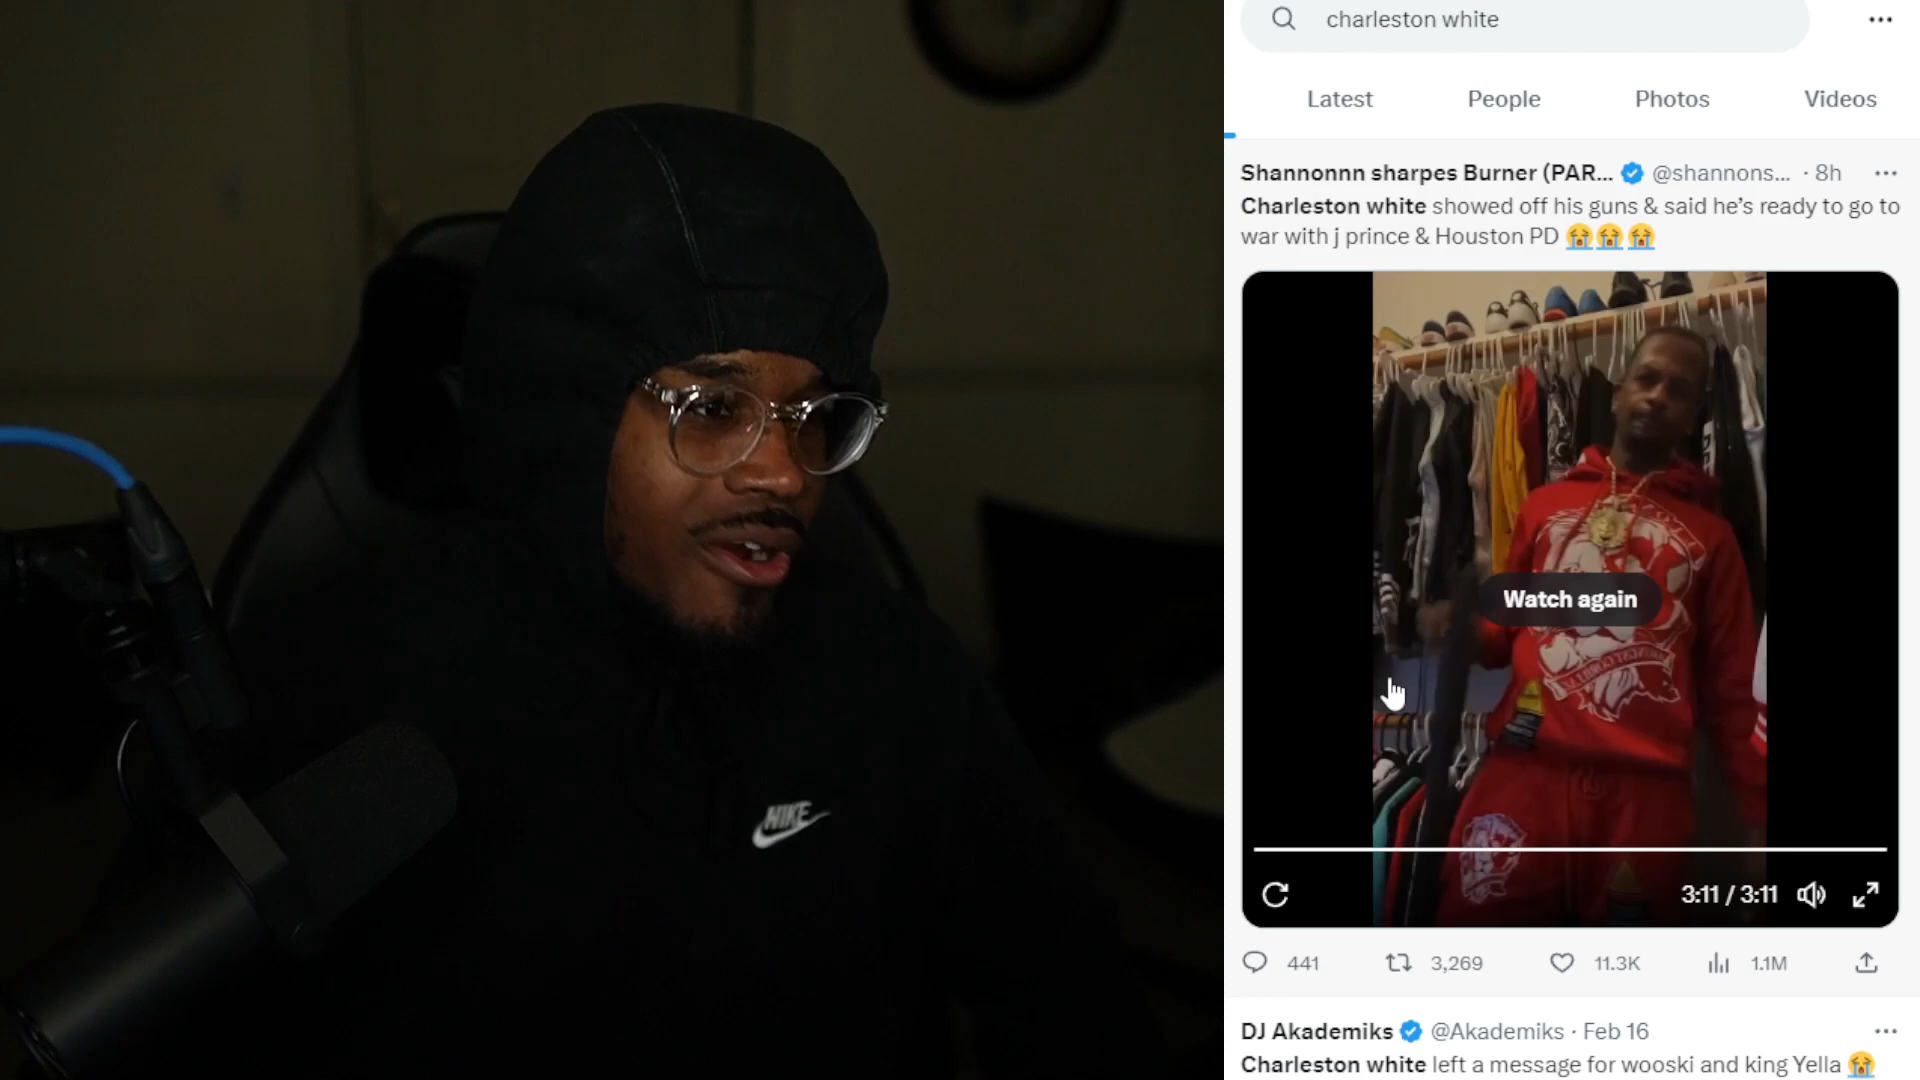 charleston white
Latest People Photos Videos
Shannonnn sharpes Burner (PAR... @shannons... · 8h
Charleston white showed off his guns & said he's ready to go to
war with j prince & Houston PD 😭😭😭
Watch again
3:11 / 3:11
441 3,269 11.3K 1.1M
NIKE
DJ Akademiks @Akademiks · Feb 16
Charleston white left a message for wooski and king Yella 😭